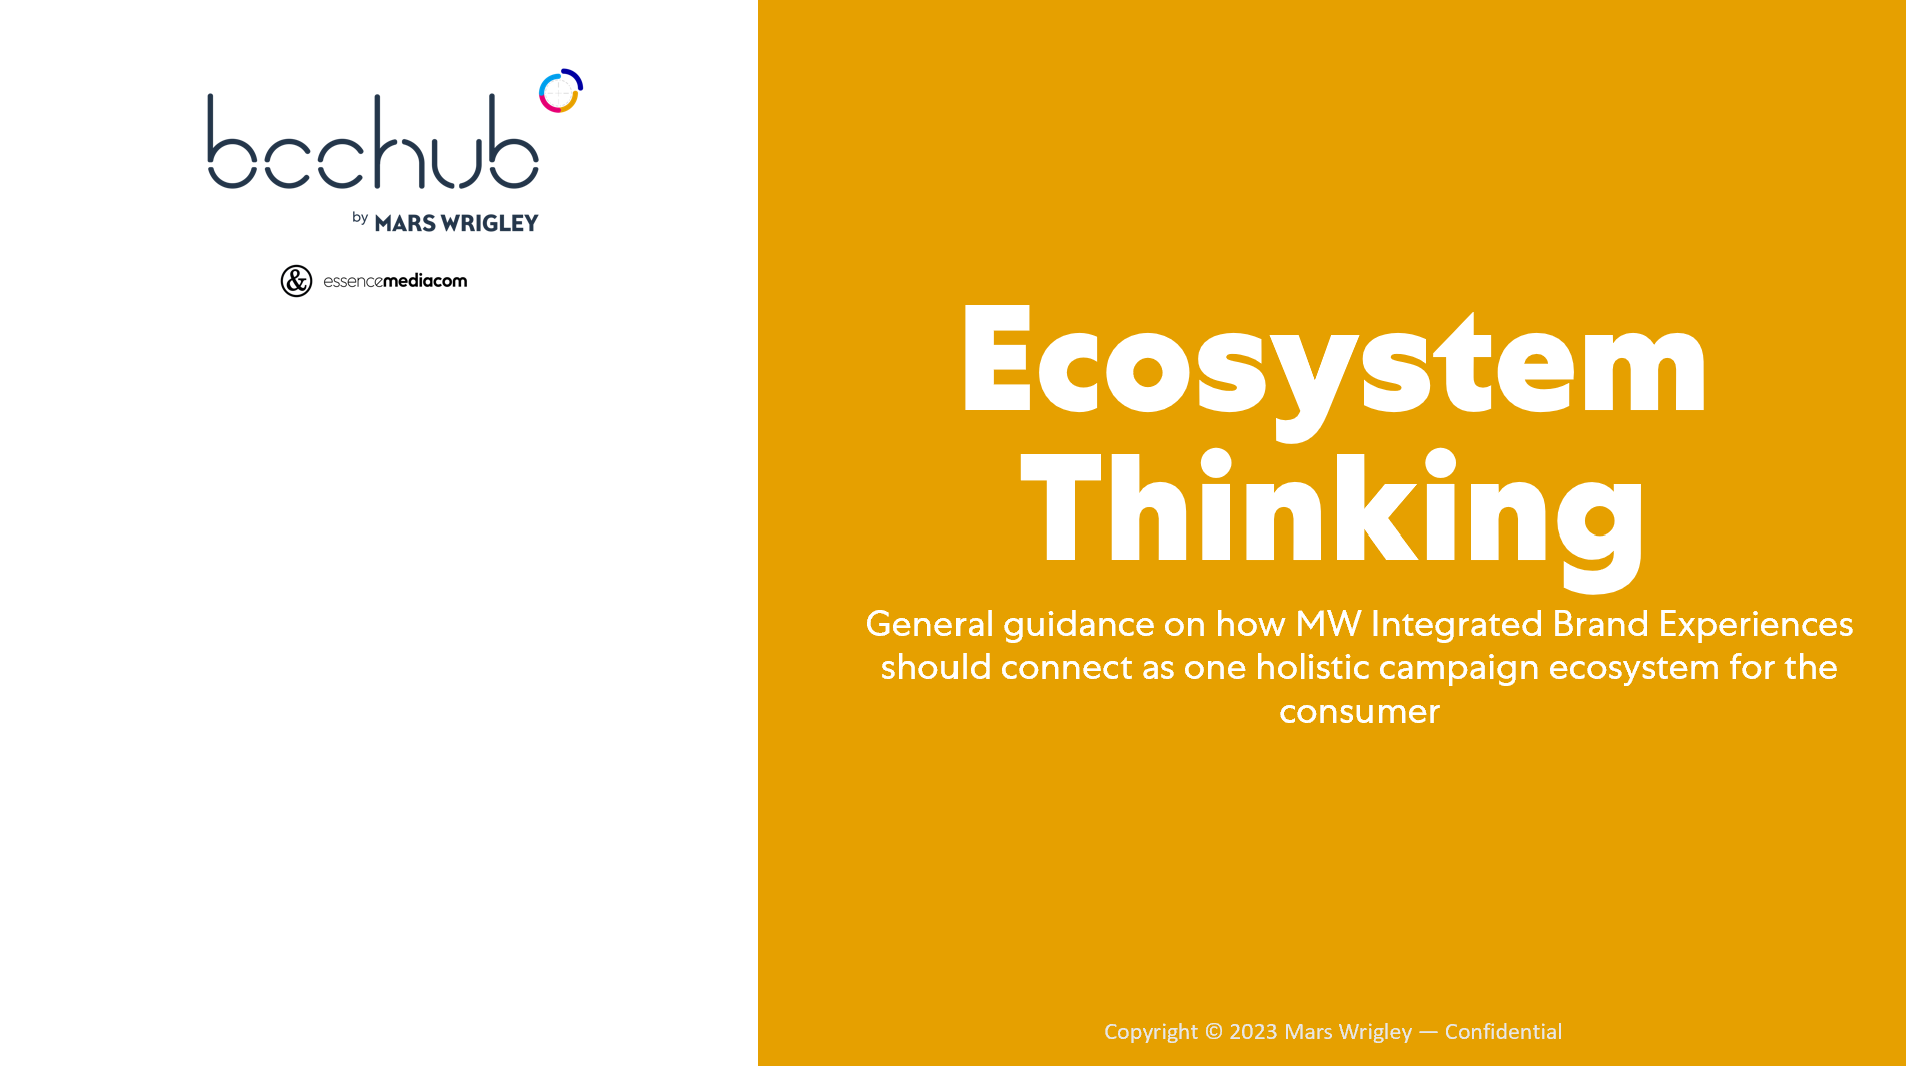 bcchub
by MARS WRIGLEY
& essencemediacom
Ecosystem
Thinking
General guidance on how MW Integrated Brand Experiences
should connect as one holistic campaign ecosystem for the
consumer
Copyright © 2023 Mars Wrigley — Confidential